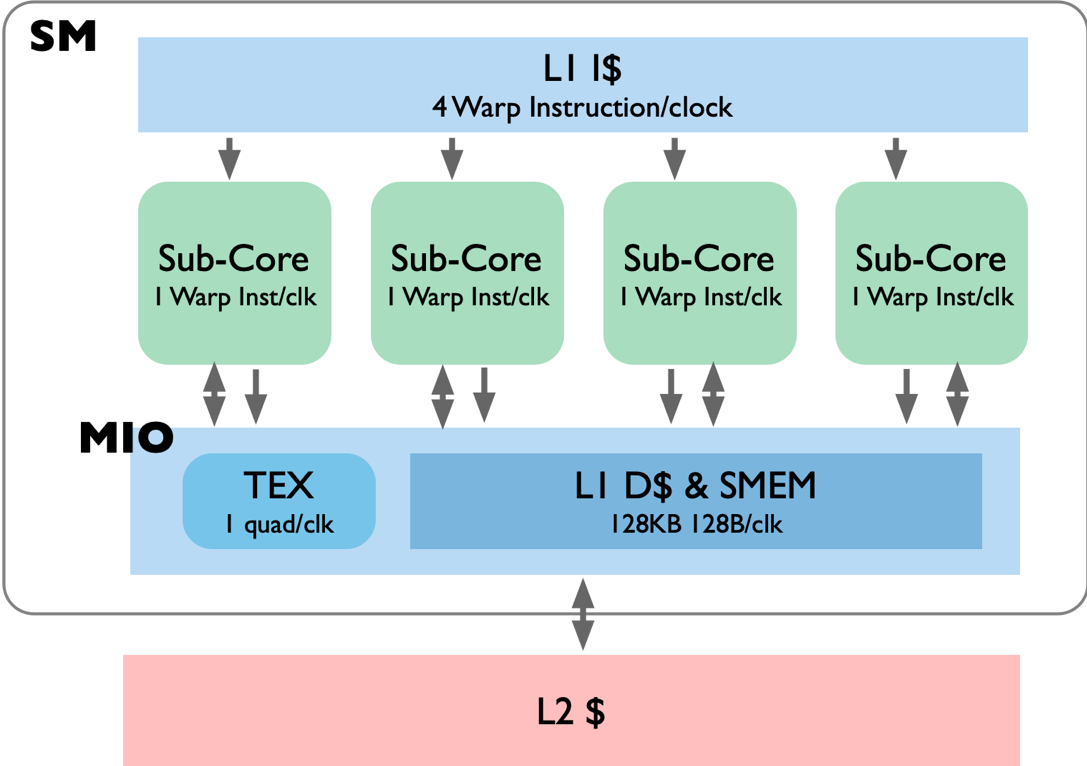 SM
L1 I$
4 Warp Instruction/clock
Sub-Core
1 Warp Inst/clk
Sub-Core
1 Warp Inst/clk
Sub-Core
1 Warp Inst/clk
Sub-Core
1 Warp Inst/clk
MIO
TEX
1 quad/clk
L1 D$ & SMEM
128KB 128B/clk
L2 $